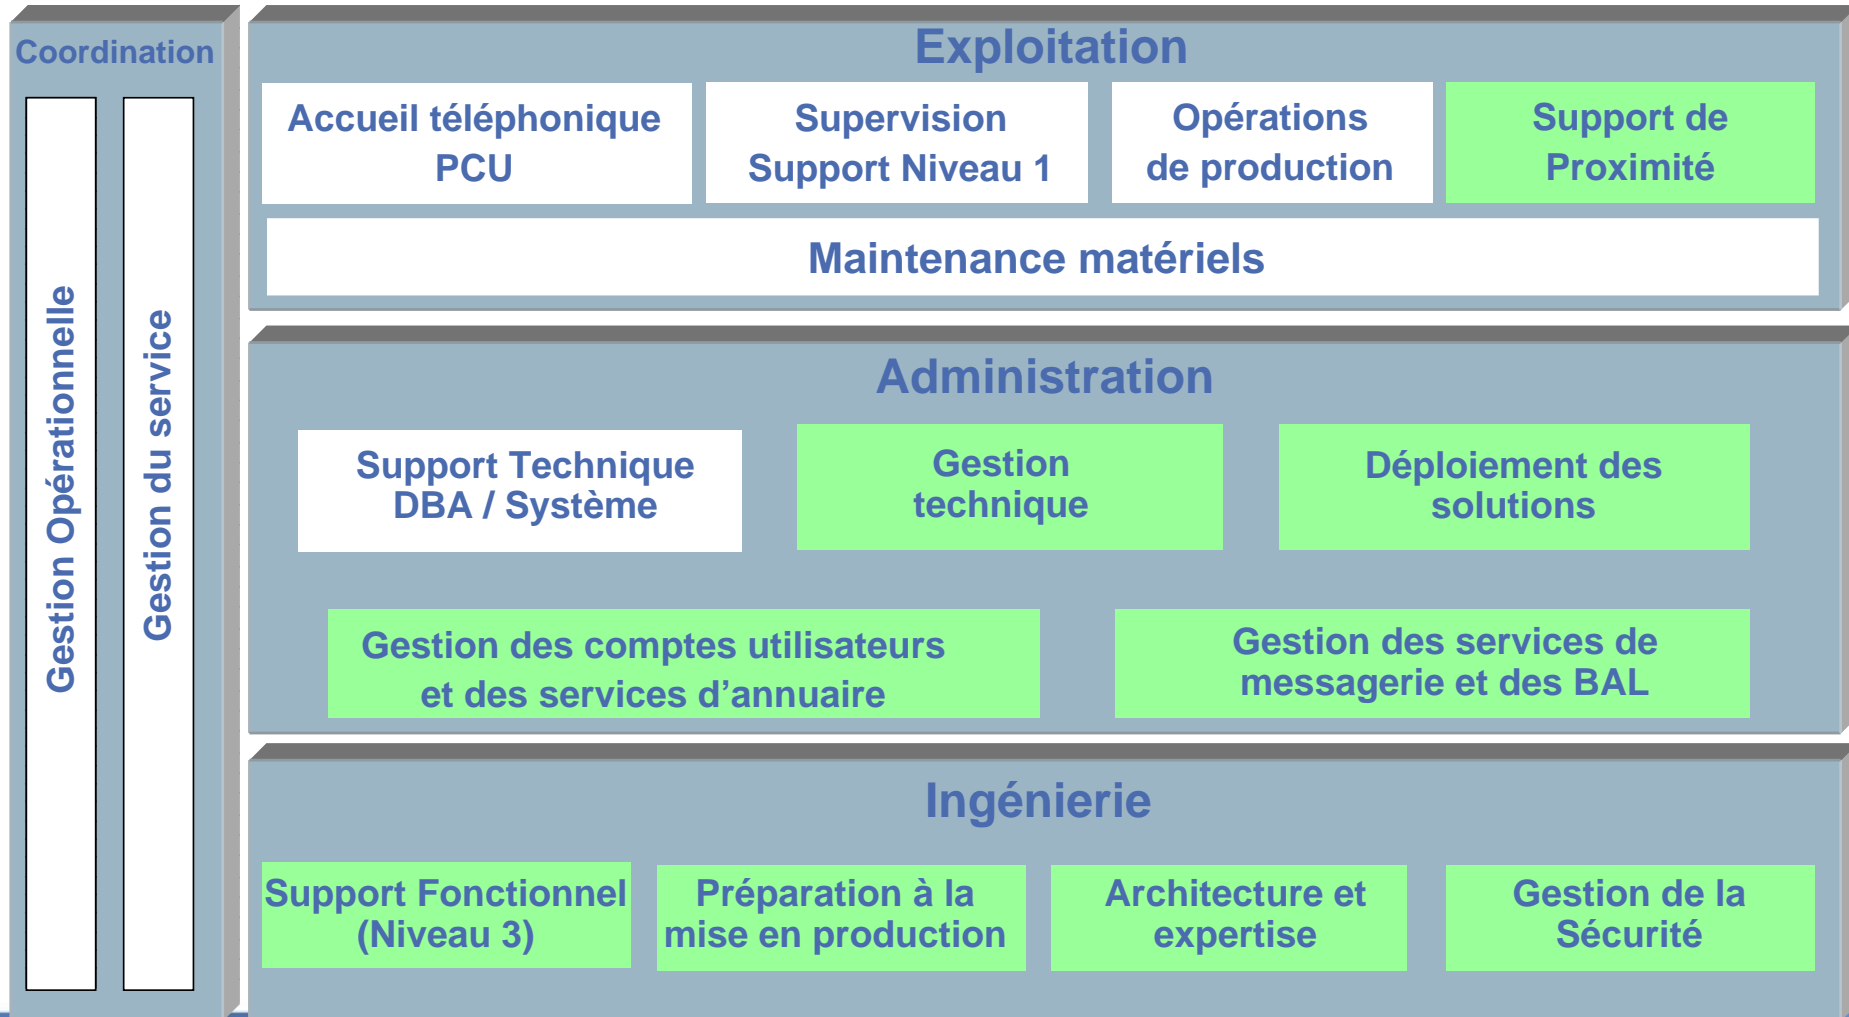 Coordination
Gestion Opérationnelle
Gestion du service
Exploitation
Accueil téléphonique
PCU
Supervision
Support Niveau 1
Opérations
de production
Support de
Proximité
Maintenance matériels
Administration
Support Technique
DBA / Système
Gestion
technique
Déploiement des
solutions
Gestion des comptes utilisateurs
et des services d’annuaire
Gestion des services de
messagerie et des BAL
Ingénierie
Support Fonctionnel
(Niveau 3)
Préparation à la
mise en production
Architecture et
expertise
Gestion de la
Sécurité